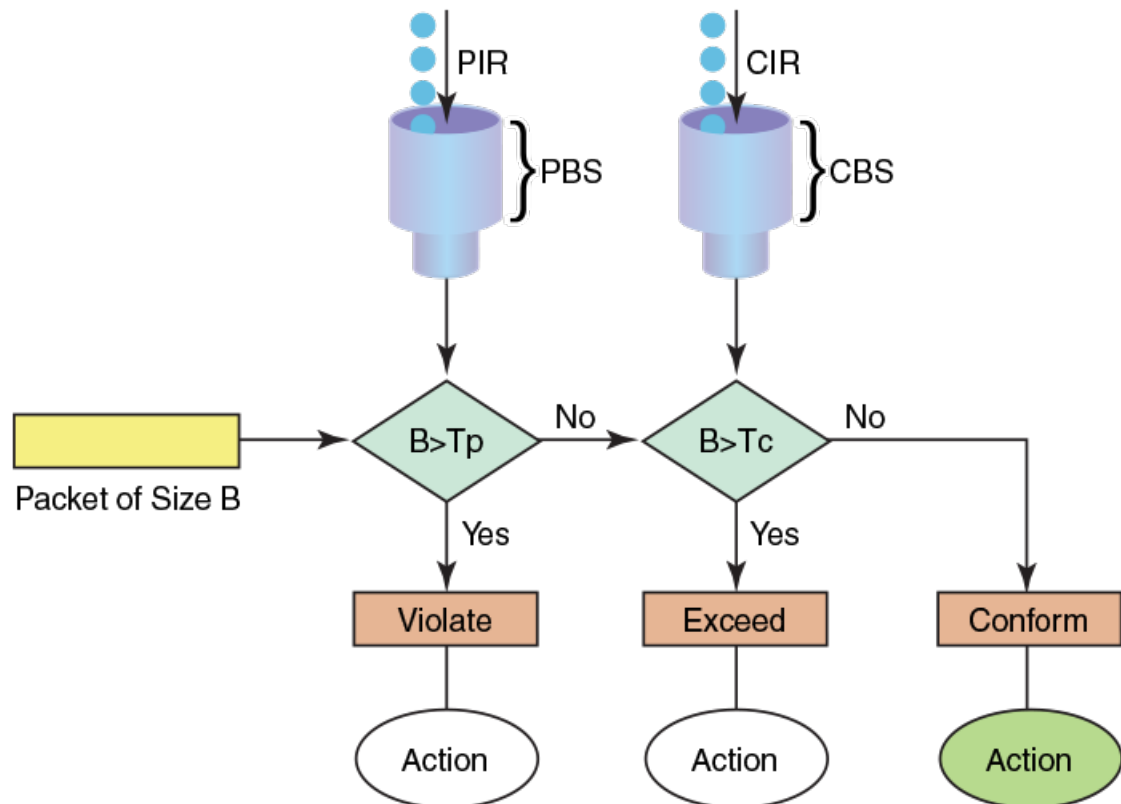 PIR
CIR
PBS
CBS
B>Tp
No
B>Tc
No
Packet of Size B
Yes
Yes
Violate
Exceed
Conform
Action
Action
Action